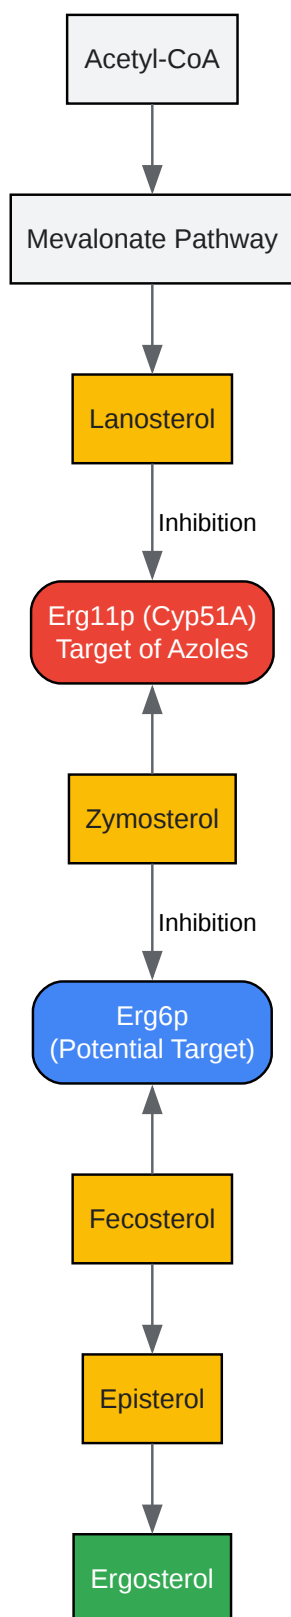 Acetyl-CoA
Mevalonate Pathway
Lanosterol
Inhibition
Erg11p (Cyp51A)
Target of Azoles
Zymosterol
Inhibition
Erg6p
(Potential Target)
Fecosterol
Episterol
Ergosterol